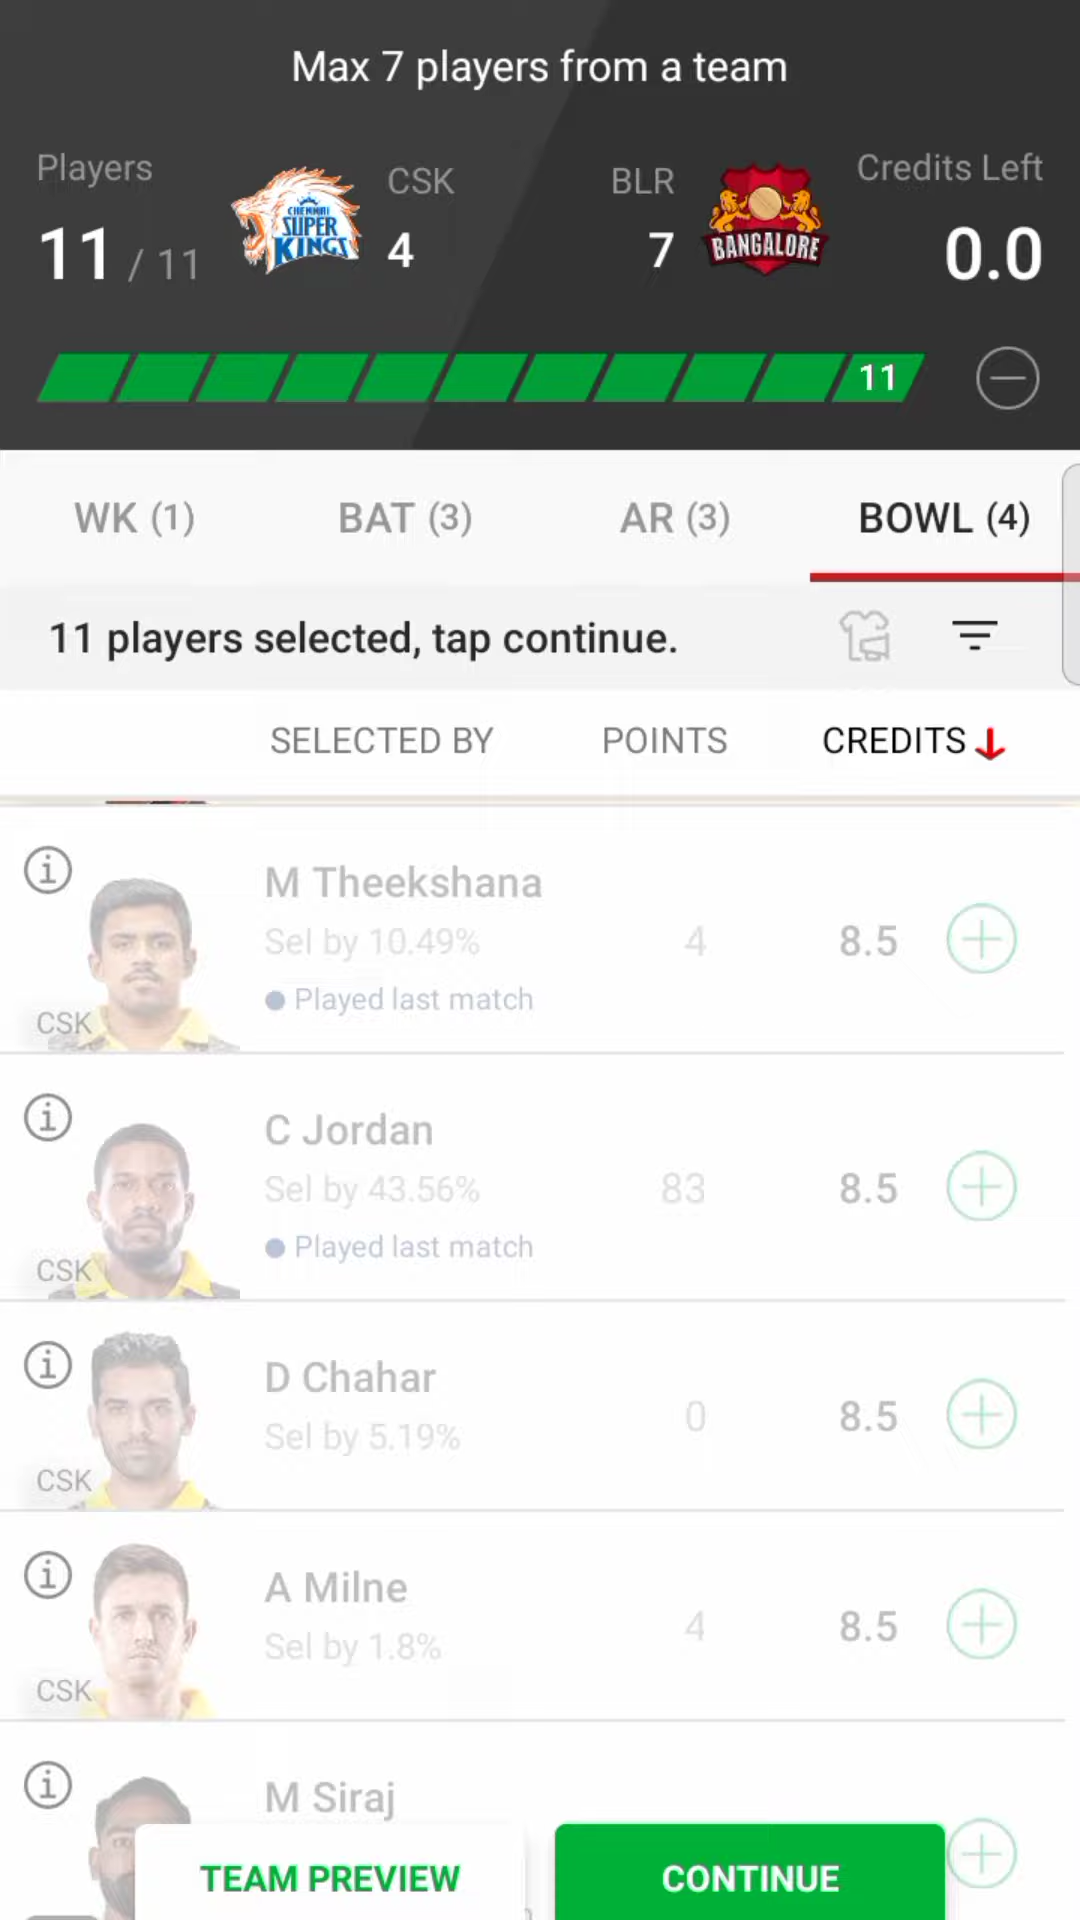 Max 7 players from a team
Players
CSK
BLR
Credits Left
CHENNAI
SUPER
KINGS
BANGALORE
11 / 11
4
7
0.0
11
WK (1)
BAT (3)
AR (3)
BOWL (4)
11 players selected, tap continue.
SELECTED BY
POINTS
CREDITS
M Theekshana
Sel by 10.49%
4
8.5
Played last match
CSK
C Jordan
Sel by 43.56%
83
8.5
Played last match
CSK
D Chahar
Sel by 5.19%
0
8.5
CSK
A Milne
Sel by 1.8%
4
8.5
CSK
M Siraj
TEAM PREVIEW
CONTINUE